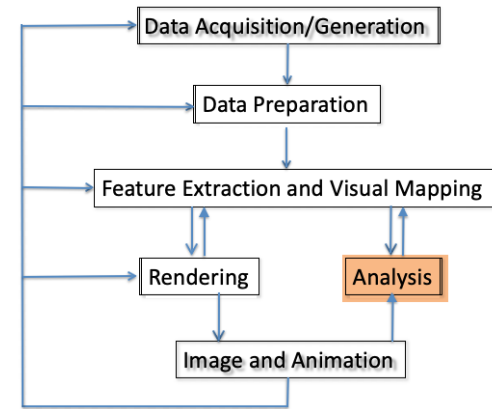 Data Acquisition/Generation
Data Preparation
Feature Extraction and Visual Mapping
Rendering
Analysis
Image and Animation